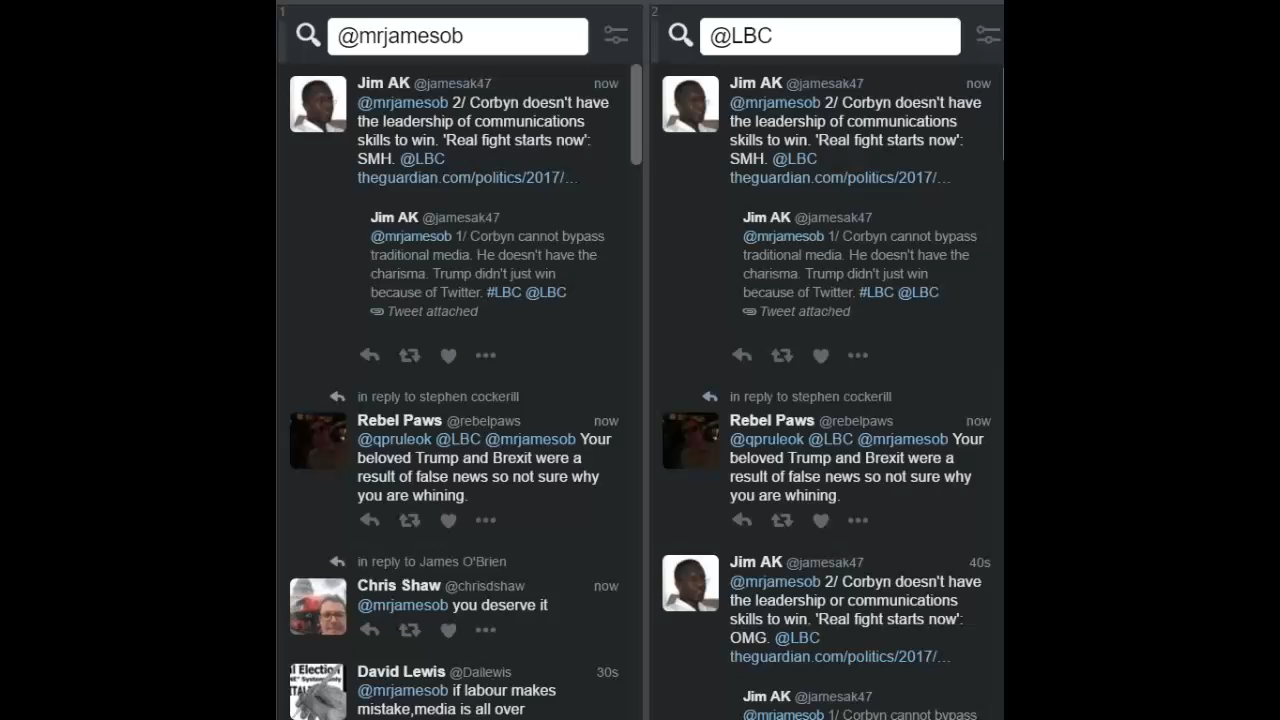 1
@mrjamesob
Jim AK @jamesak47 now
@mrjamesob 2/ Corbyn doesn't have
the leadership of communications
skills to win. 'Real fight starts now':
SMH. @LBC
theguardian.com/politics/2017/...
Jim AK @jamesak47
@mrjamesob 1/ Corbyn cannot bypass
traditional media. He doesn't have the
charisma. Trump didn't just win
because of Twitter. #LBC @LBC
Tweet attached
in reply to stephen cockerill
Rebel Paws @rebelpaws now
@qpruleok @LBC @mrjamesob Your
beloved Trump and Brexit were a
result of false news so not sure why
you are whining.
in reply to James O'Brien
Chris Shaw @chrisdshaw now
@mrjamesob you deserve it
l Election
David Lewis @Dailewis 30s
@mrjamesob if labour makes
mistake,media is all over
2
@LBC
Jim AK @jamesak47 now
@mrjamesob 2/ Corbyn doesn't have
the leadership of communications
skills to win. 'Real fight starts now':
SMH. @LBC
theguardian.com/politics/2017/...
Jim AK @jamesak47
@mrjamesob 1/ Corbyn cannot bypass
traditional media. He doesn't have the
charisma. Trump didn't just win
because of Twitter. #LBC @LBC
Tweet attached
in reply to stephen cockerill
Rebel Paws @rebelpaws now
@qpruleok @LBC @mrjamesob Your
beloved Trump and Brexit were a
result of false news so not sure why
you are whining.
Jim AK @jamesak47 40s
@mrjamesob 2/ Corbyn doesn't have
the leadership or communications
skills to win. 'Real fight starts now':
OMG. @LBC
theguardian.com/politics/2017/...
Jim AK @jamesak47
@mrjamesob 1/ Corbyn cannot bypass